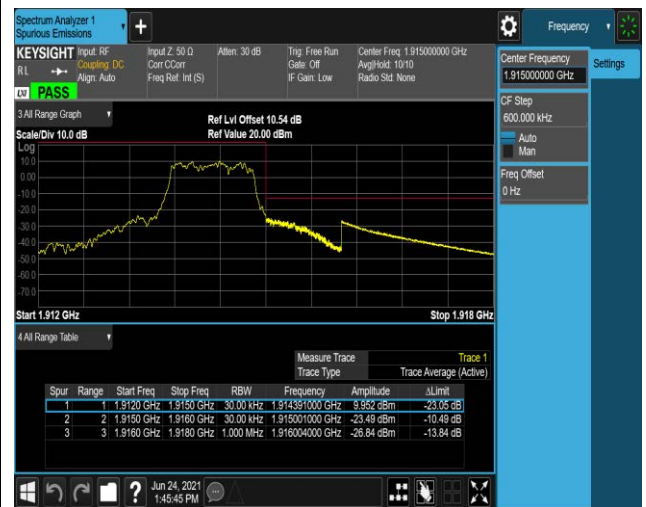 Spectrum Analyzer 1
Spurious Emissions
Frequency
KEYSIGHT
RL
Input: RF
Coupling: DC
Align: Auto
Input Z: 50 Ω
Corr CCorr
Freq Ref: Int (S)
Atten: 30 dB
Trig: Free Run
Gate: Off
IF Gain: Low
Center Freq: 1.915000000 GHz
Avg|Hold: 10/10
Radio Std: None
LXI PASS
Center Frequency
1.915000000 GHz
Settings
CF Step
600.000 kHz
Auto
Man
Freq Offset
0 Hz
3 All Range Graph
Scale/Div 10.0 dB
Ref Lvl Offset 10.54 dB
Ref Value 20.00 dBm
Log
10.0
0.00
-10.0
-20.0
-30.0
-40.0
-50.0
-60.0
-70.0
Start 1.912 GHz Stop 1.918 GHz
4 All Range Table
Measure Trace Trace 1
Trace Type Trace Average (Active)
Spur Range Start Freq Stop Freq RBW Frequency Amplitude ΔLimit
1 1 1.9120 GHz 1.9150 GHz 30.00 kHz 1.914391000 GHz 9.952 dBm -23.05 dB
2 2 1.9150 GHz 1.9160 GHz 30.00 kHz 1.915001000 GHz -23.49 dBm -10.49 dB
3 3 1.9160 GHz 1.9180 GHz 1.000 MHz 1.916004000 GHz -26.84 dBm -13.84 dB
Jun 24, 2021
1:45:45 PM